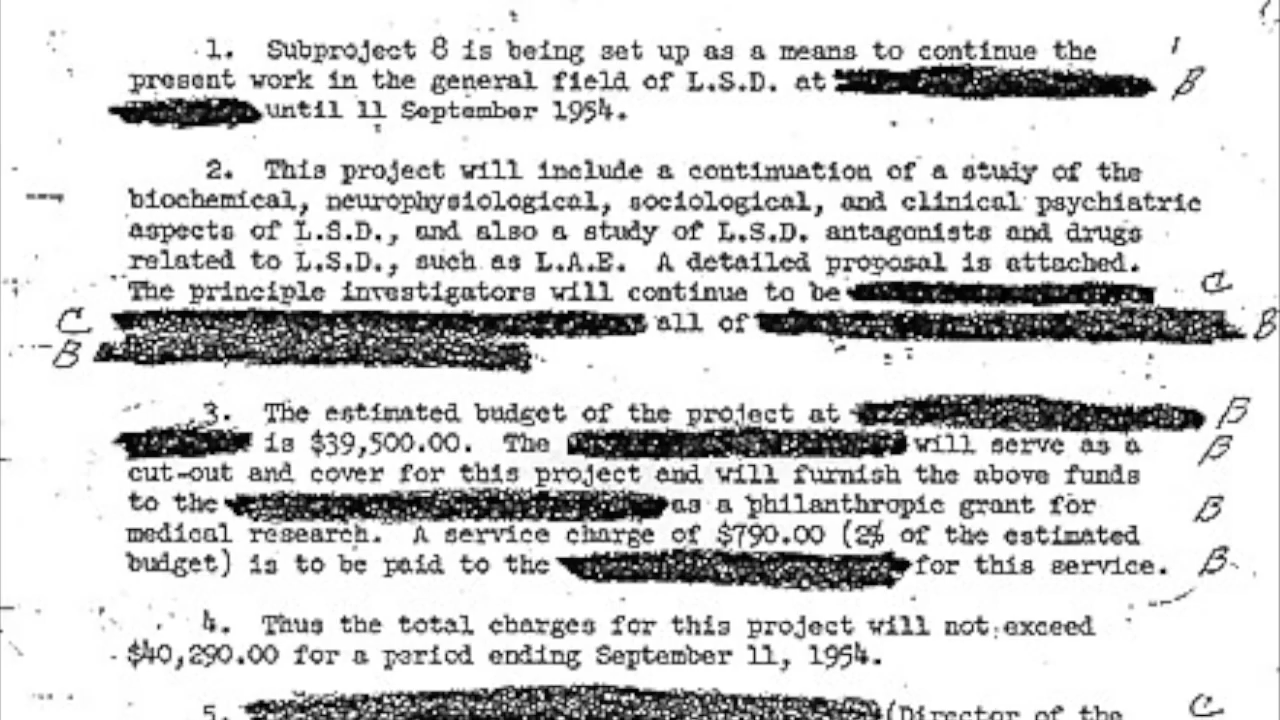 1. Subproject 8 is being set up as a means to continue the
present work in the general field of L.S.D. at
B
until 11 September 1954.
2. This project will include a continuation of a study of the
biochemical, neurophysiological, sociological, and clinical psychiatric
aspects of L.S.D., and also a study of L.S.D. antagonists and drugs
related to L.S.D., such as L.A.E. A detailed proposal is attached.
The principle investigators will continue to be
C
C all of B
B
3. The estimated budget of the project at B
is $39,500.00. The will serve as a B
cut-out and cover for this project and will furnish the above funds
to the as a philanthropic grant for B
medical research. A service charge of $790.00 (2% of the estimated
budget) is to be paid to the for this service. B
4. Thus the total charges for this project will not exceed
$40,290.00 for a period ending September 11, 1954.
5. (Director of the C